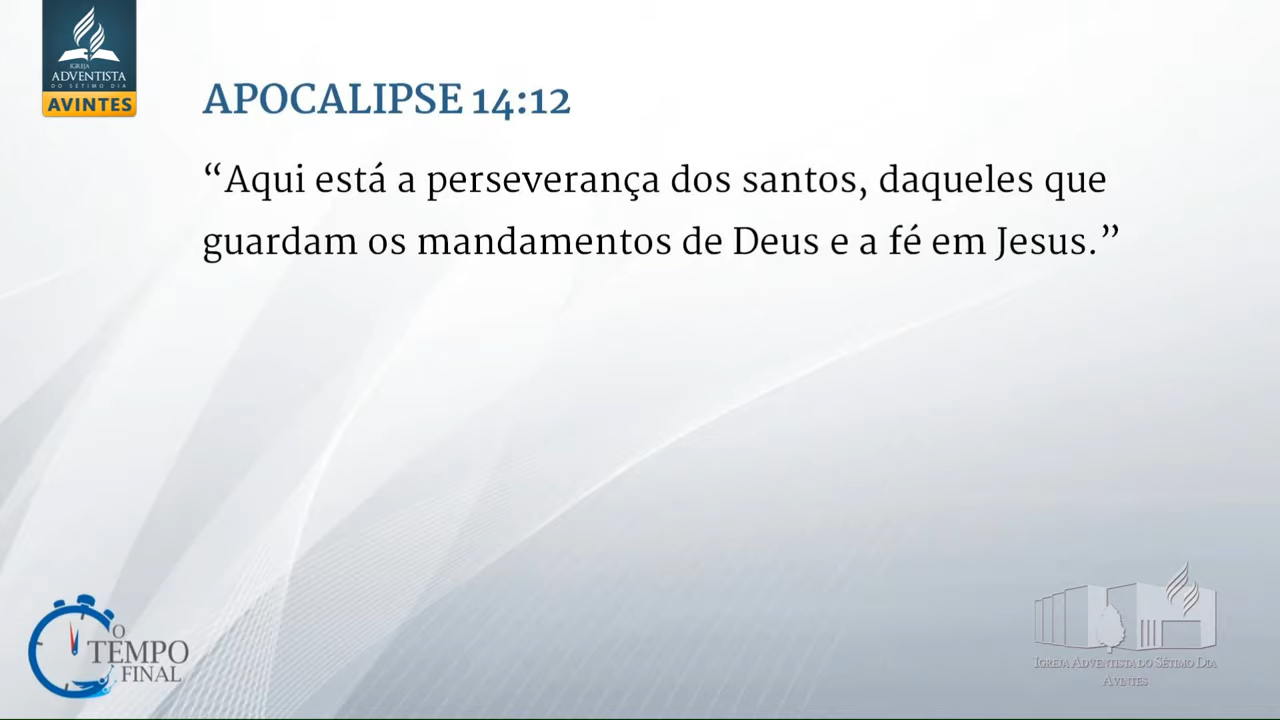 IGREJA
ADVENTISTA
DO SÉTIMO DIA
AVINTES
APOCALIPSE 14:12
“Aqui está a perseverança dos santos, daqueles que
guardam os mandamentos de Deus e a fé em Jesus.”
O
TEMPO
FINAL
IGREJA ADVENTISTA DO SÉTIMO DIA
AVINTES